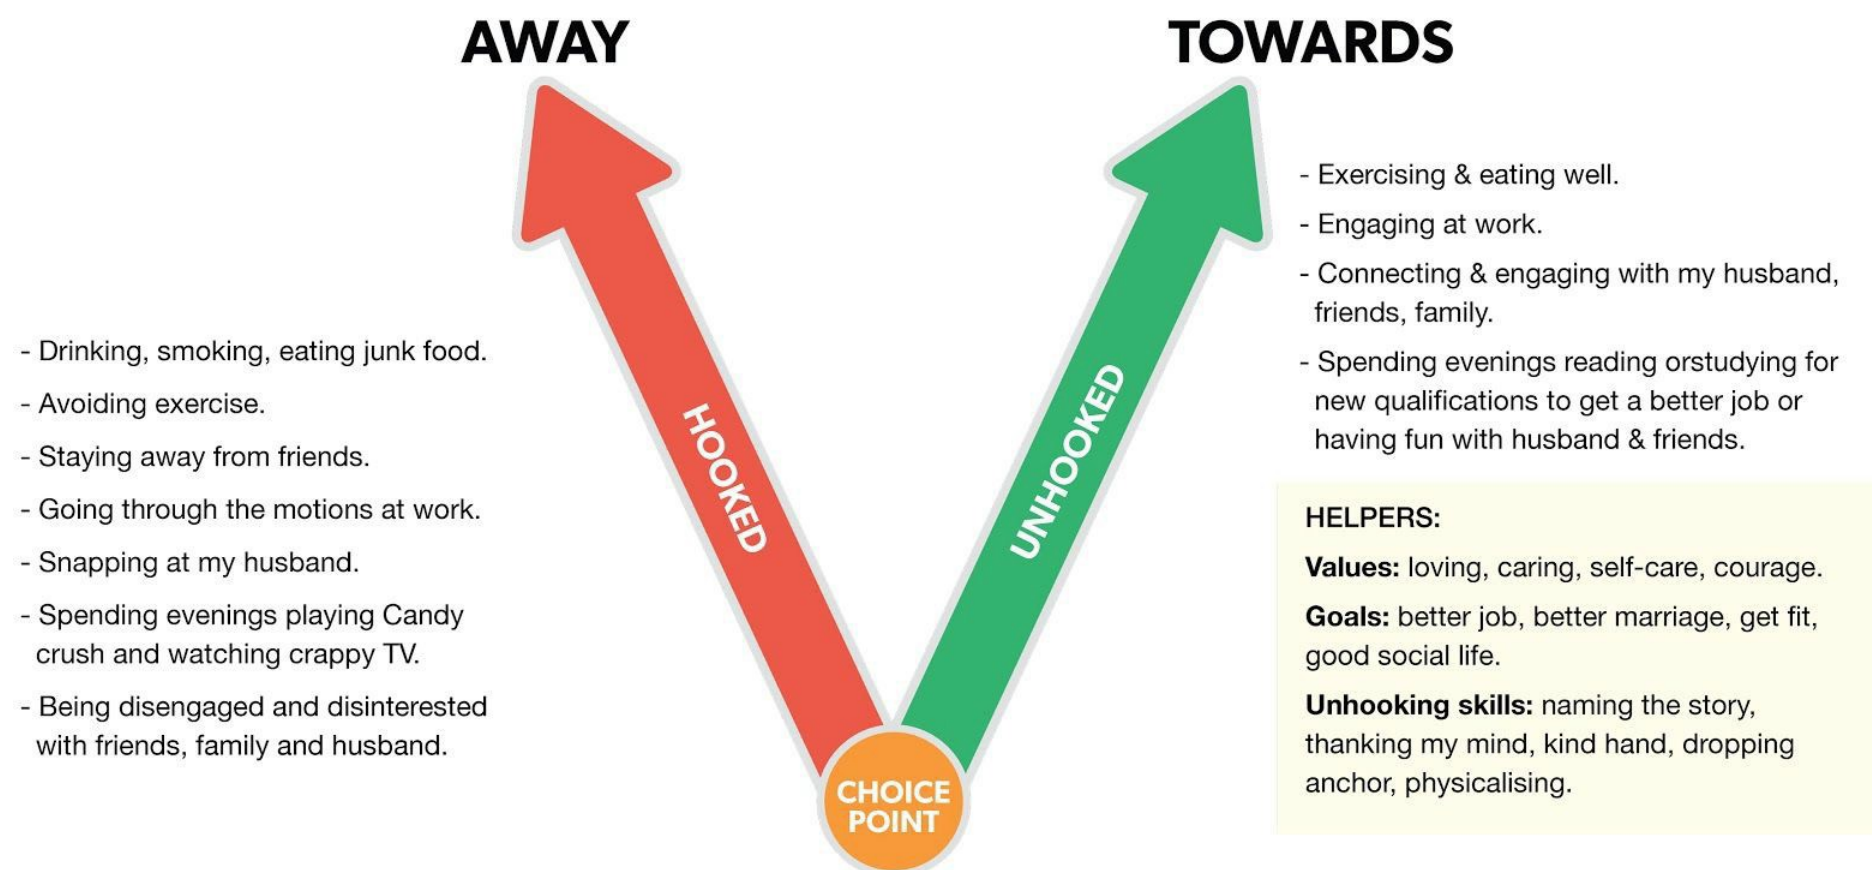 AWAY
TOWARDS
- Drinking, smoking, eating junk food.
- Avoiding exercise.
- Staying away from friends.
- Going through the motions at work.
- Snapping at my husband.
- Spending evenings playing Candy
crush and watching crappy TV.
- Being disengaged and disinterested
with friends, family and husband.
HOOKED
UNHOOKED
CHOICE
POINT
- Exercising & eating well.
- Engaging at work.
- Connecting & engaging with my husband,
friends, family.
- Spending evenings reading orstudying for
new qualifications to get a better job or
having fun with husband & friends.
HELPERS:
Values: loving, caring, self-care, courage.
Goals: better job, better marriage, get fit,
good social life.
Unhooking skills: naming the story,
thanking my mind, kind hand, dropping
anchor, physicalising.